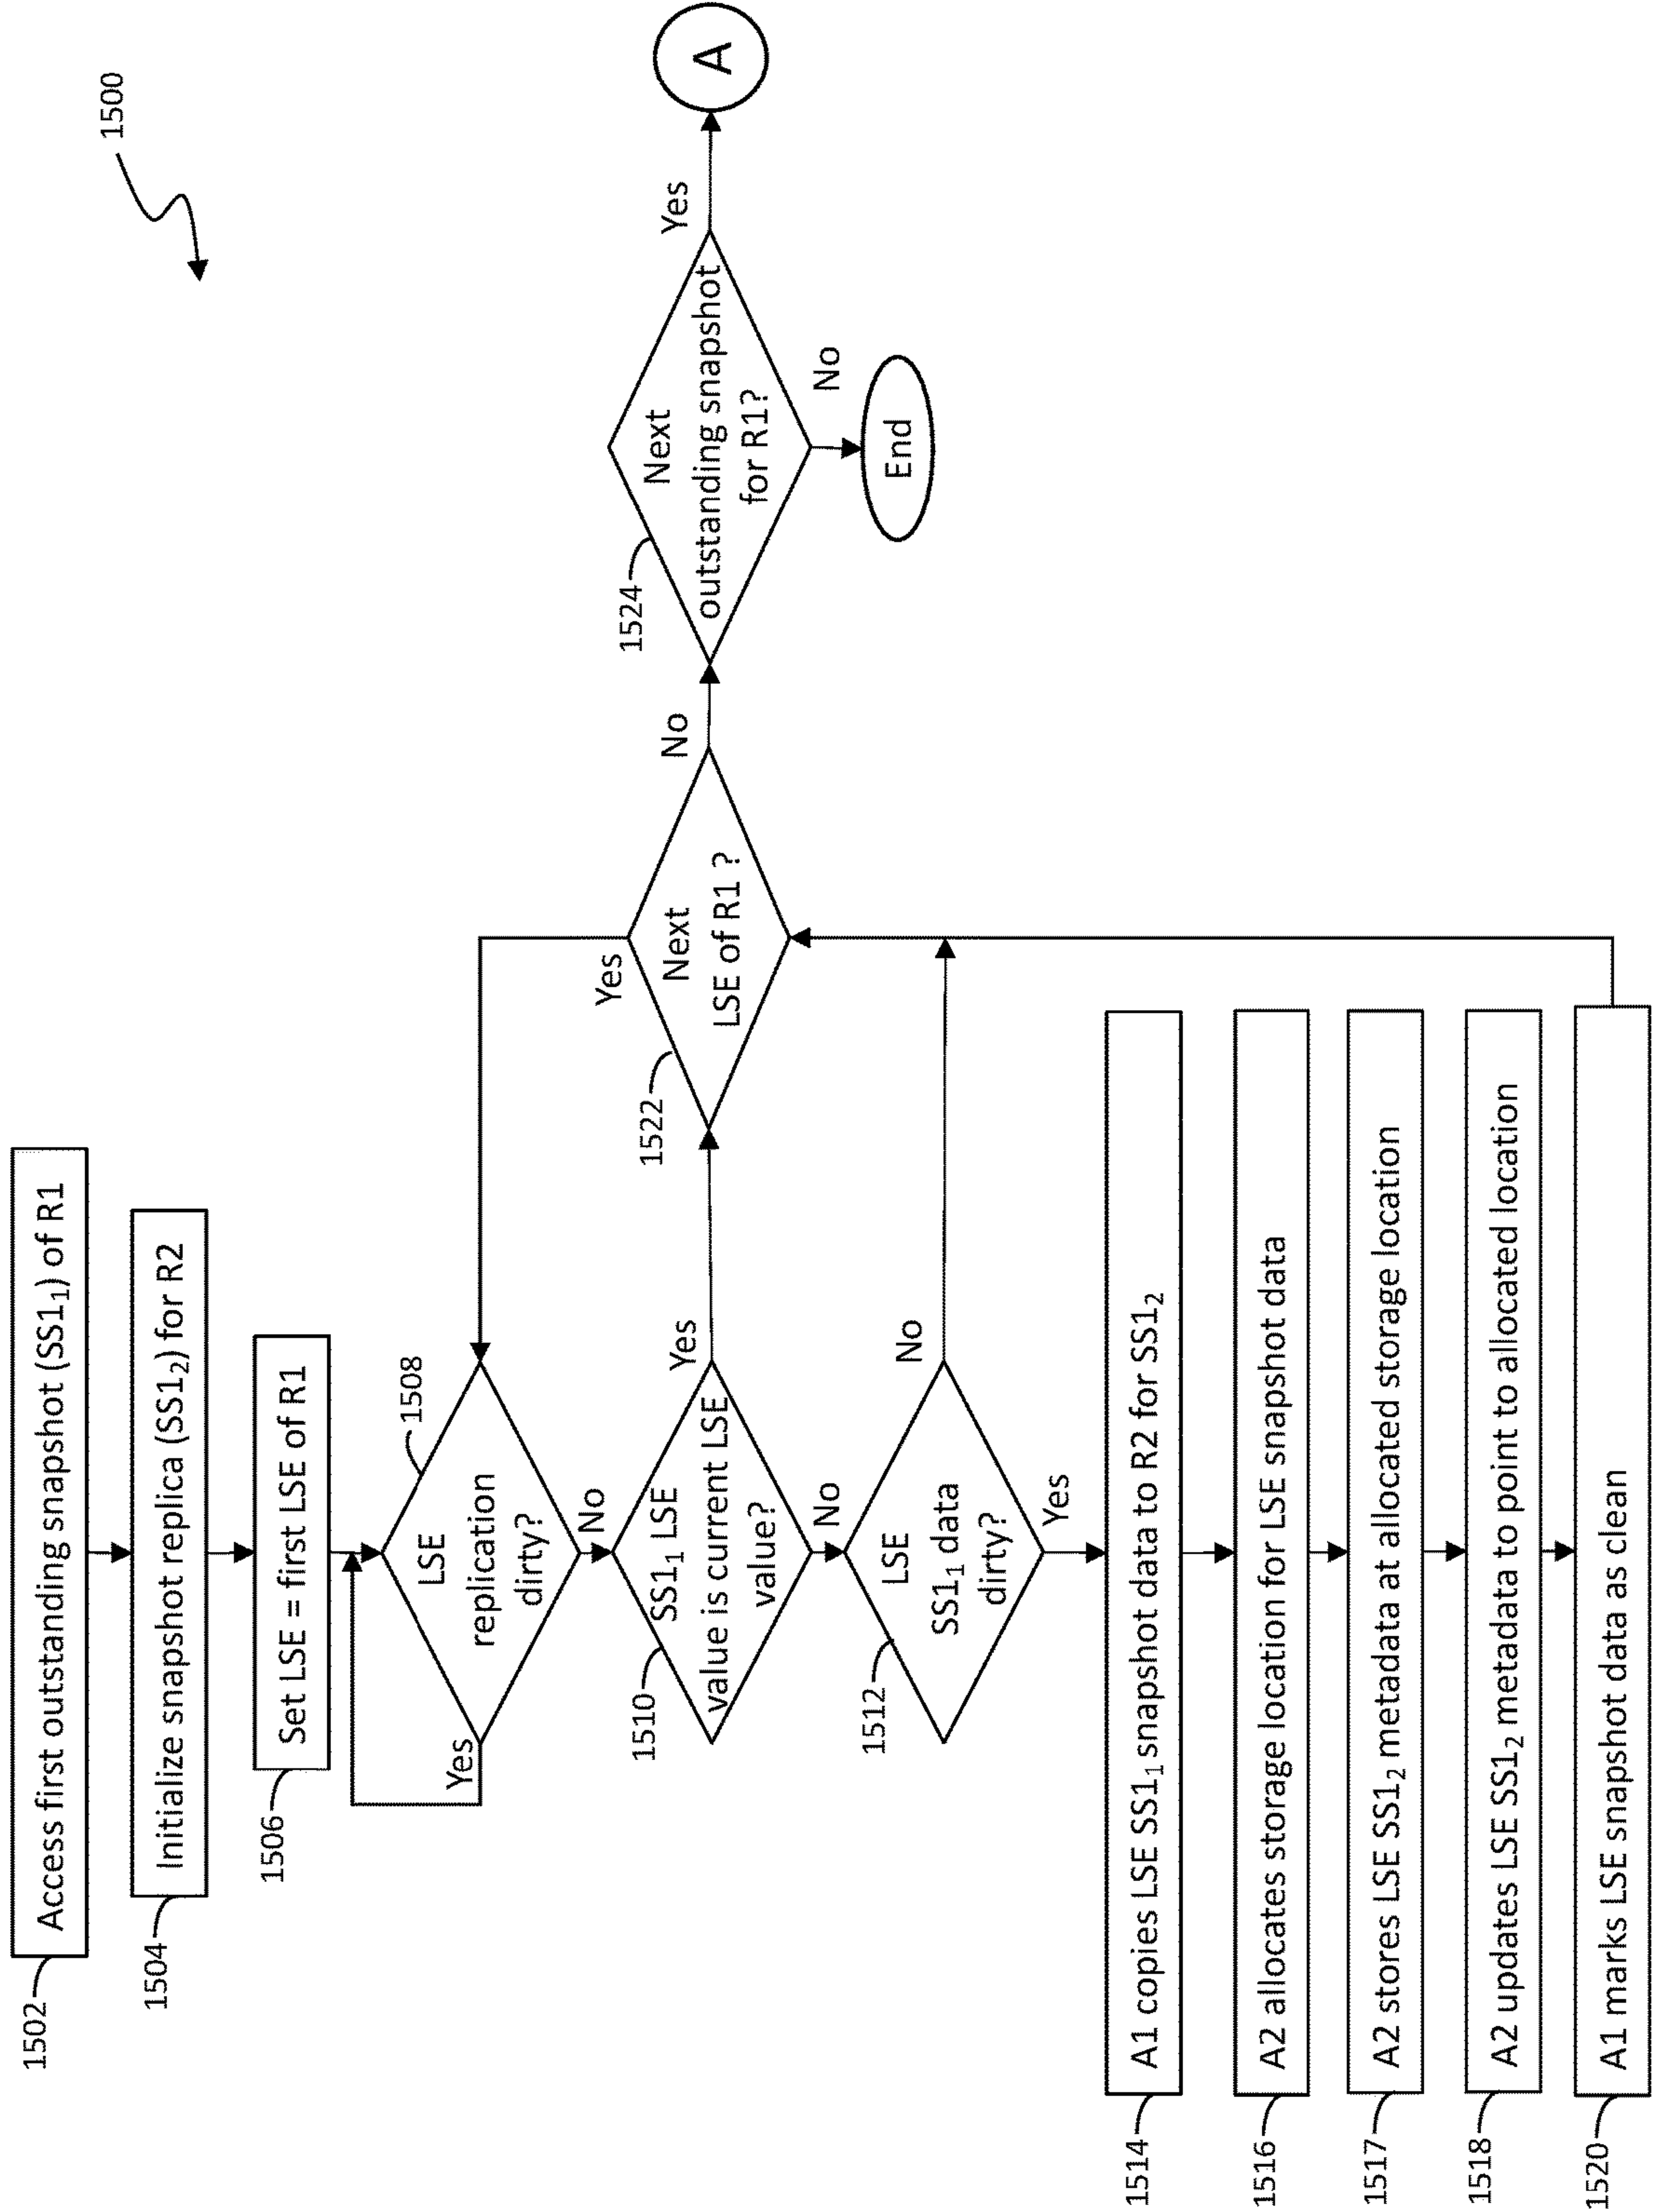 1500
1502
Access first outstanding snapshot (SS1₁) of R1
1504
Initialize snapshot replica (SS1₂) for R2
1506
Set LSE = first LSE of R1
1508
LSE
replication
dirty?
Yes
No
1510
SS1₁ LSE
value is current LSE
value?
Yes
No
1512
LSE
SS1₁ data
dirty?
No
Yes
1514
A1 copies LSE SS1₁ snapshot data to R2 for SS1₂
1516
A2 allocates storage location for LSE snapshot data
1517
A2 stores LSE SS1₂ metadata at allocated storage location
1518
A2 updates LSE SS1₂ metadata to point to allocated location
1520
A1 marks LSE snapshot data as clean
1522
Next
LSE of R1 ?
Yes
No
1524
Next
outstanding snapshot
for R1?
Yes
No
End
A